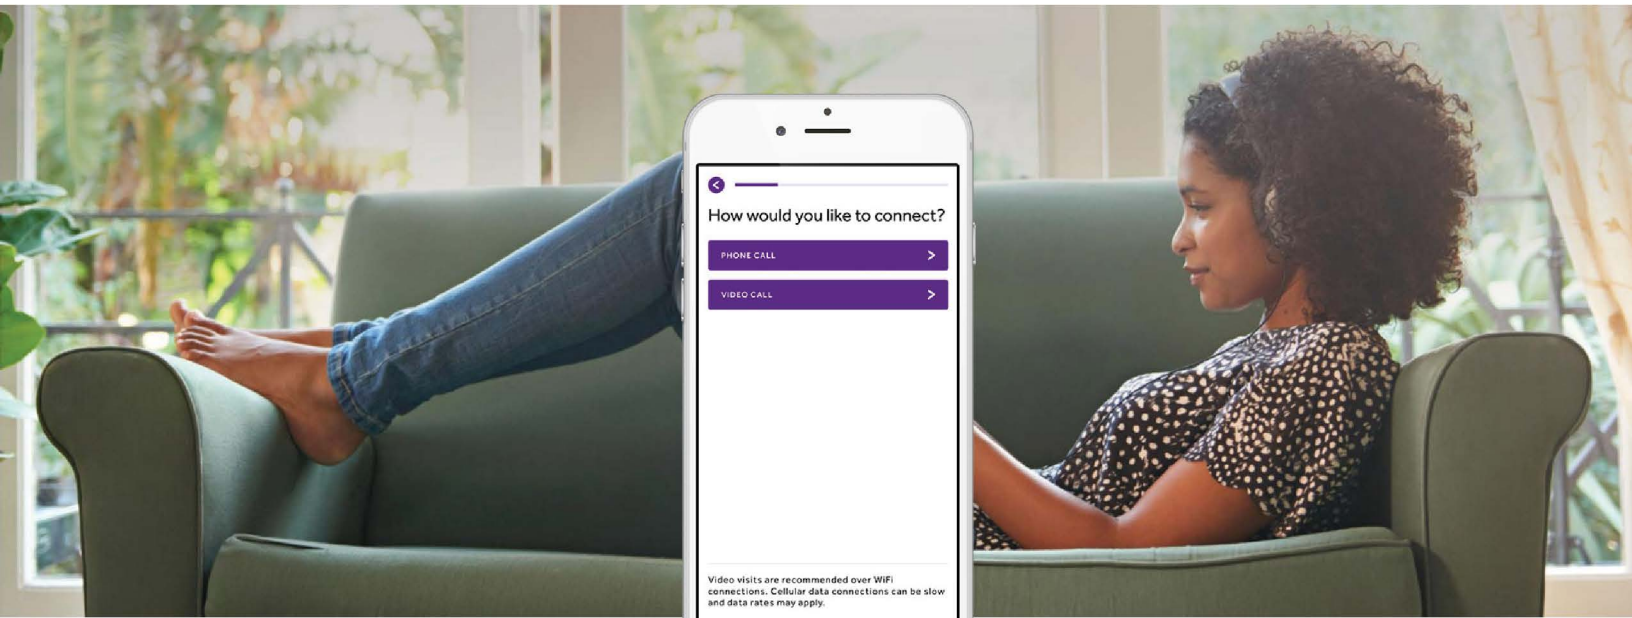 How would you like to connect?
PHONE CALL
VIDEO CALL
Video visits are recommended over WiFi
connections. Cellular data connections can be slow
and data rates may apply.